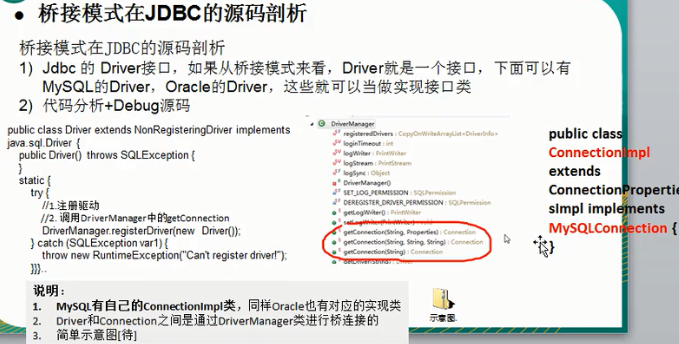 ● 桥接模式在JDBC的源码剖析
桥接模式在JDBC的源码剖析
1) Jdbc 的 Driver接口，如果从桥接模式来看，Driver就是一个接口，下面可以有
MySQL的Driver，Oracle的Driver，这些就可以当做实现接口类
2) 代码分析+Debug源码
public class Driver extends NonRegisteringDriver implements
java.sql.Driver {
public Driver() throws SQLException {
}
static {
try {
//1.注册驱动
//2. 调用DriverManager中的getConnection
DriverManager.registerDriver(new Driver());
} catch (SQLException var1) {
throw new RuntimeException("Can't register driver!");
}}}..
DriverManager
registeredDrivers : CopyOnWriteArrayList<DriverInfo>
loginTimeout : int
logWriter : PrintWriter
logStream : PrintStream
logSync : Object
DriverManager()
SET_LOG_PERMISSION : SQLPermission
DEREGISTER_DRIVER_PERMISSION : SQLPermission
getLogWriter() : PrintWriter
getConnection(String, Properties) : Connection
getConnection(String, String, String) : Connection
getConnection(String) : Connection
getDriver(String) : Driver
public class
ConnectionImpl
extends
ConnectionPropertie
sImpl implements
MySQLConnection {
}
说明：
1. MySQL有自己的ConnectionImpl类，同样Oracle也有对应的实现类
2. Driver和Connection之间是通过DriverManager类进行桥连接的
3. 简单示意图[待]
示意图.